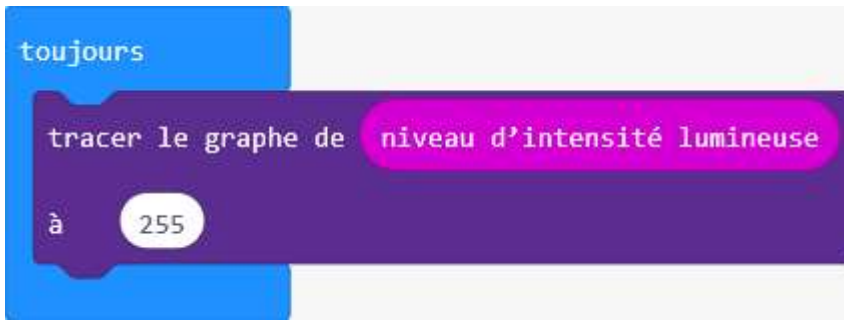 toujours
tracer le graphe de niveau d’intensité lumineuse
à 255